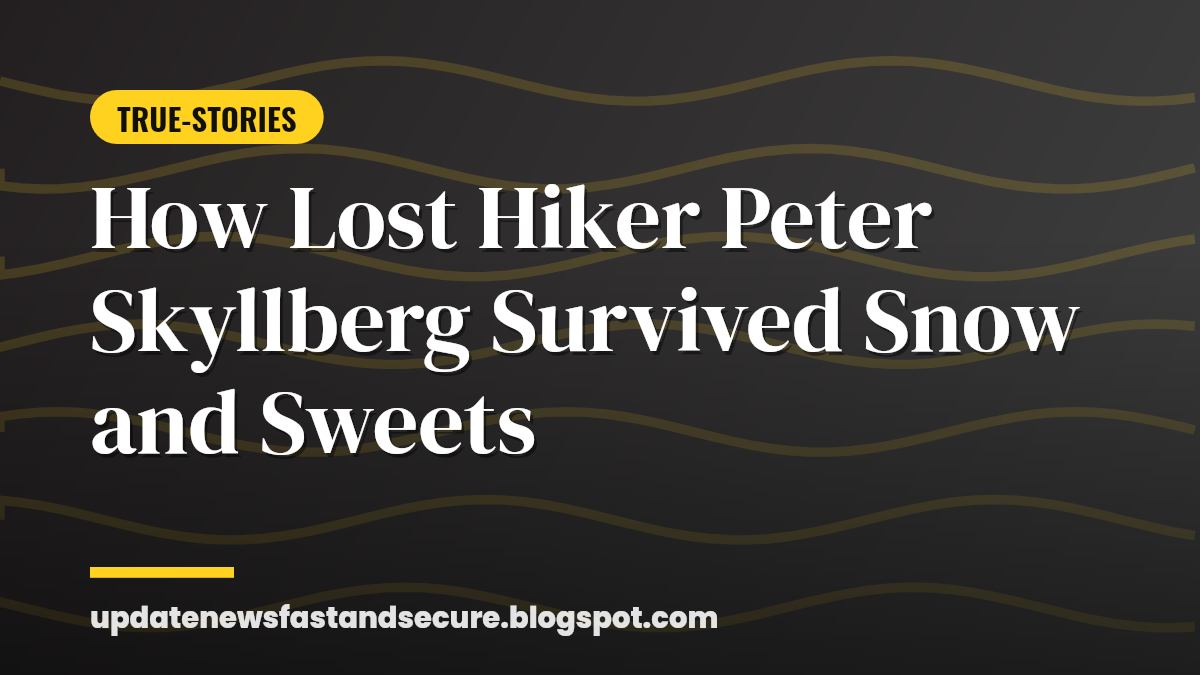 TRUE-STORIES
How Lost Hiker Peter
Skyllberg Survived Snow
and Sweets
updatenewsfastandsecure.blogspot.com